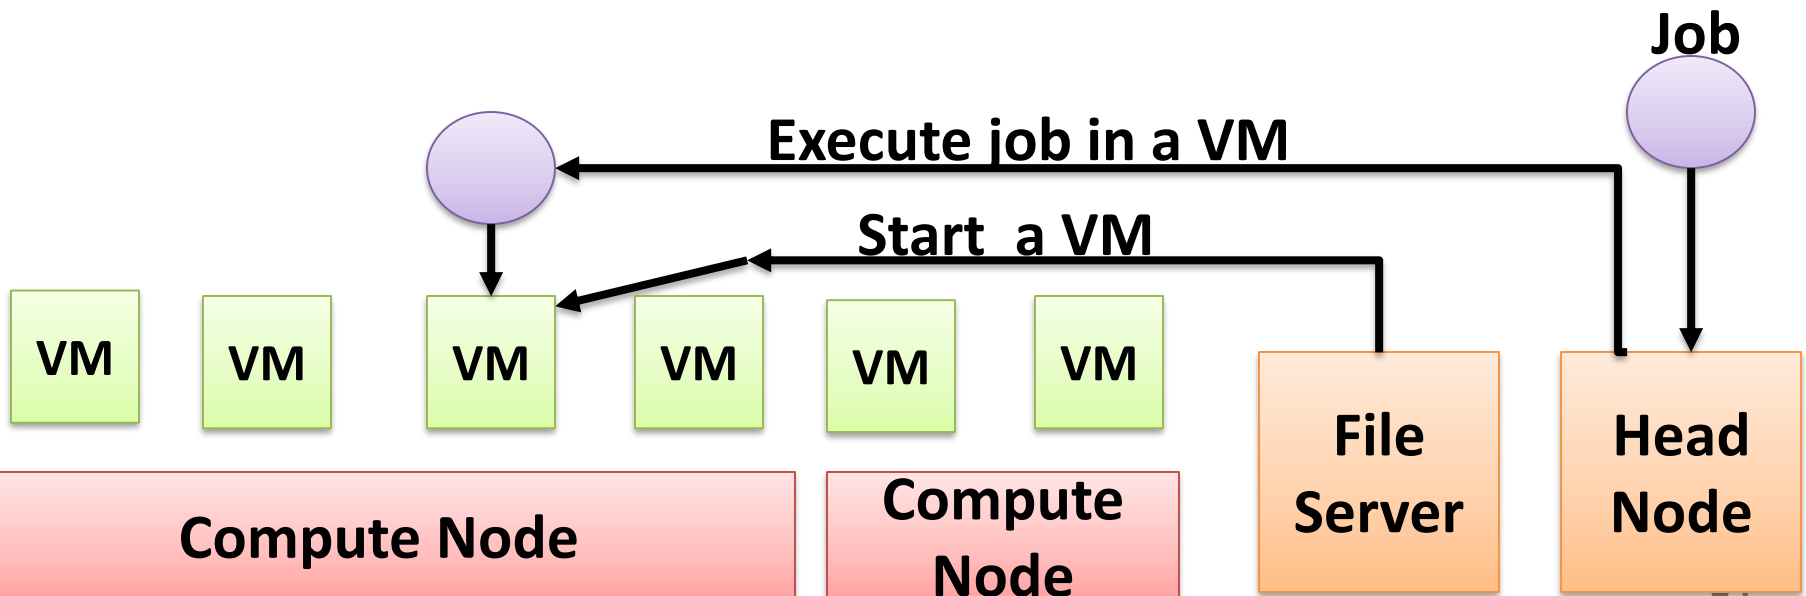 Job
Execute job in a VM
Start  a VM
VM
VM
VM
VM
VM
VM
File
Server
Head
Node
Compute Node
Compute
Node